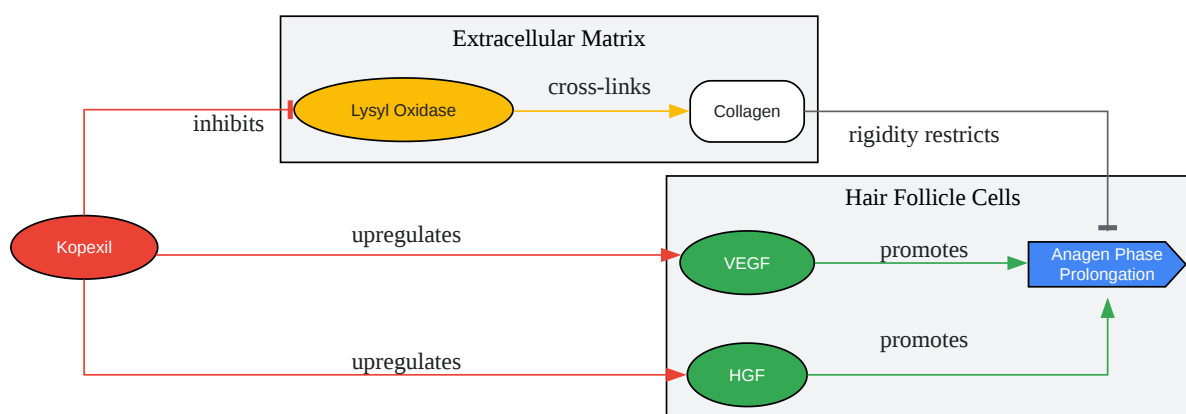 Extracellular Matrix
cross-links
Lysyl Oxidase
Collagen
inhibits
rigidity restricts
Hair Follicle Cells
upregulates
promotes
Kopexil
VEGF
Anagen Phase
Prolongation
upregulates
promotes
HGF